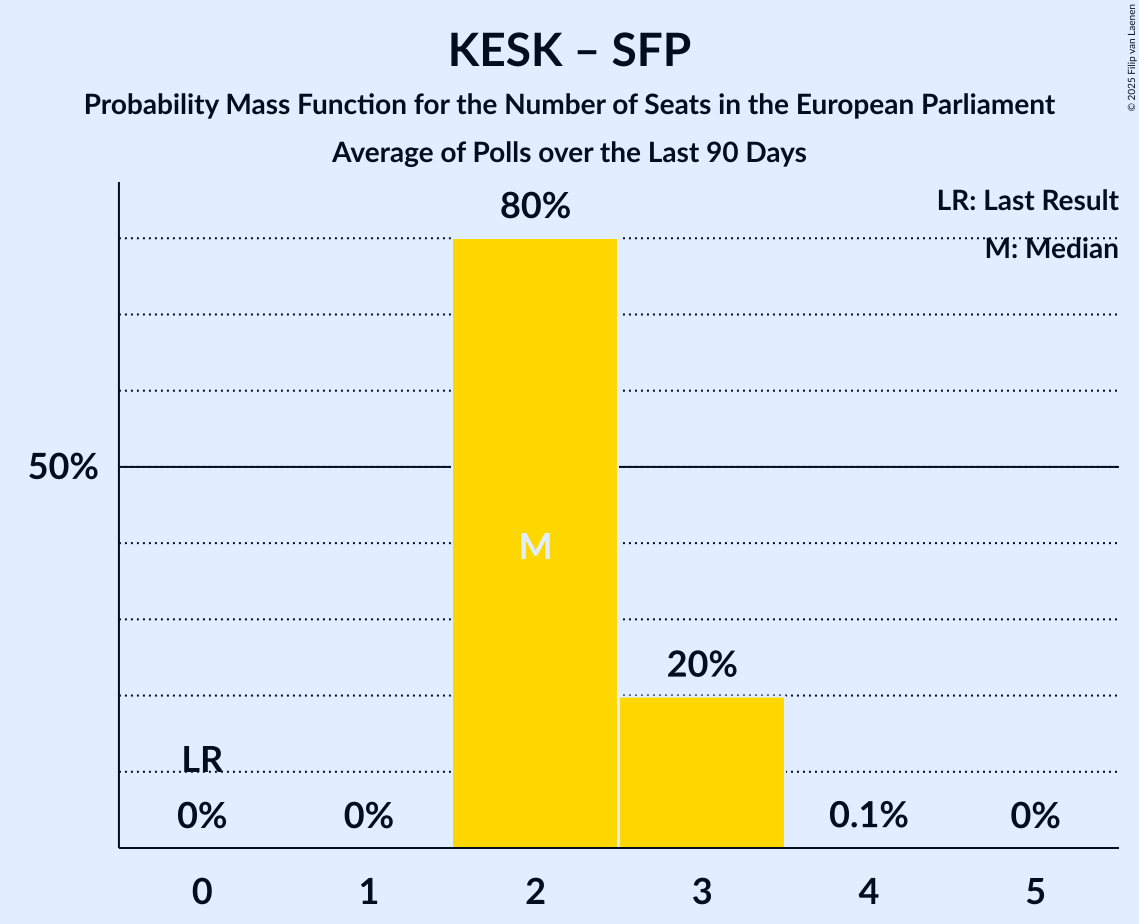 KESK – SFP
Probability Mass Function for the Number of Seats in the European Parliament
Average of Polls over the Last 90 Days
© 2025 Filip van Laenen
LR: Last Result
M: Median
80%
50%
M
20%
LR
0%
0%
0.1%
0%
0
1
2
3
4
5